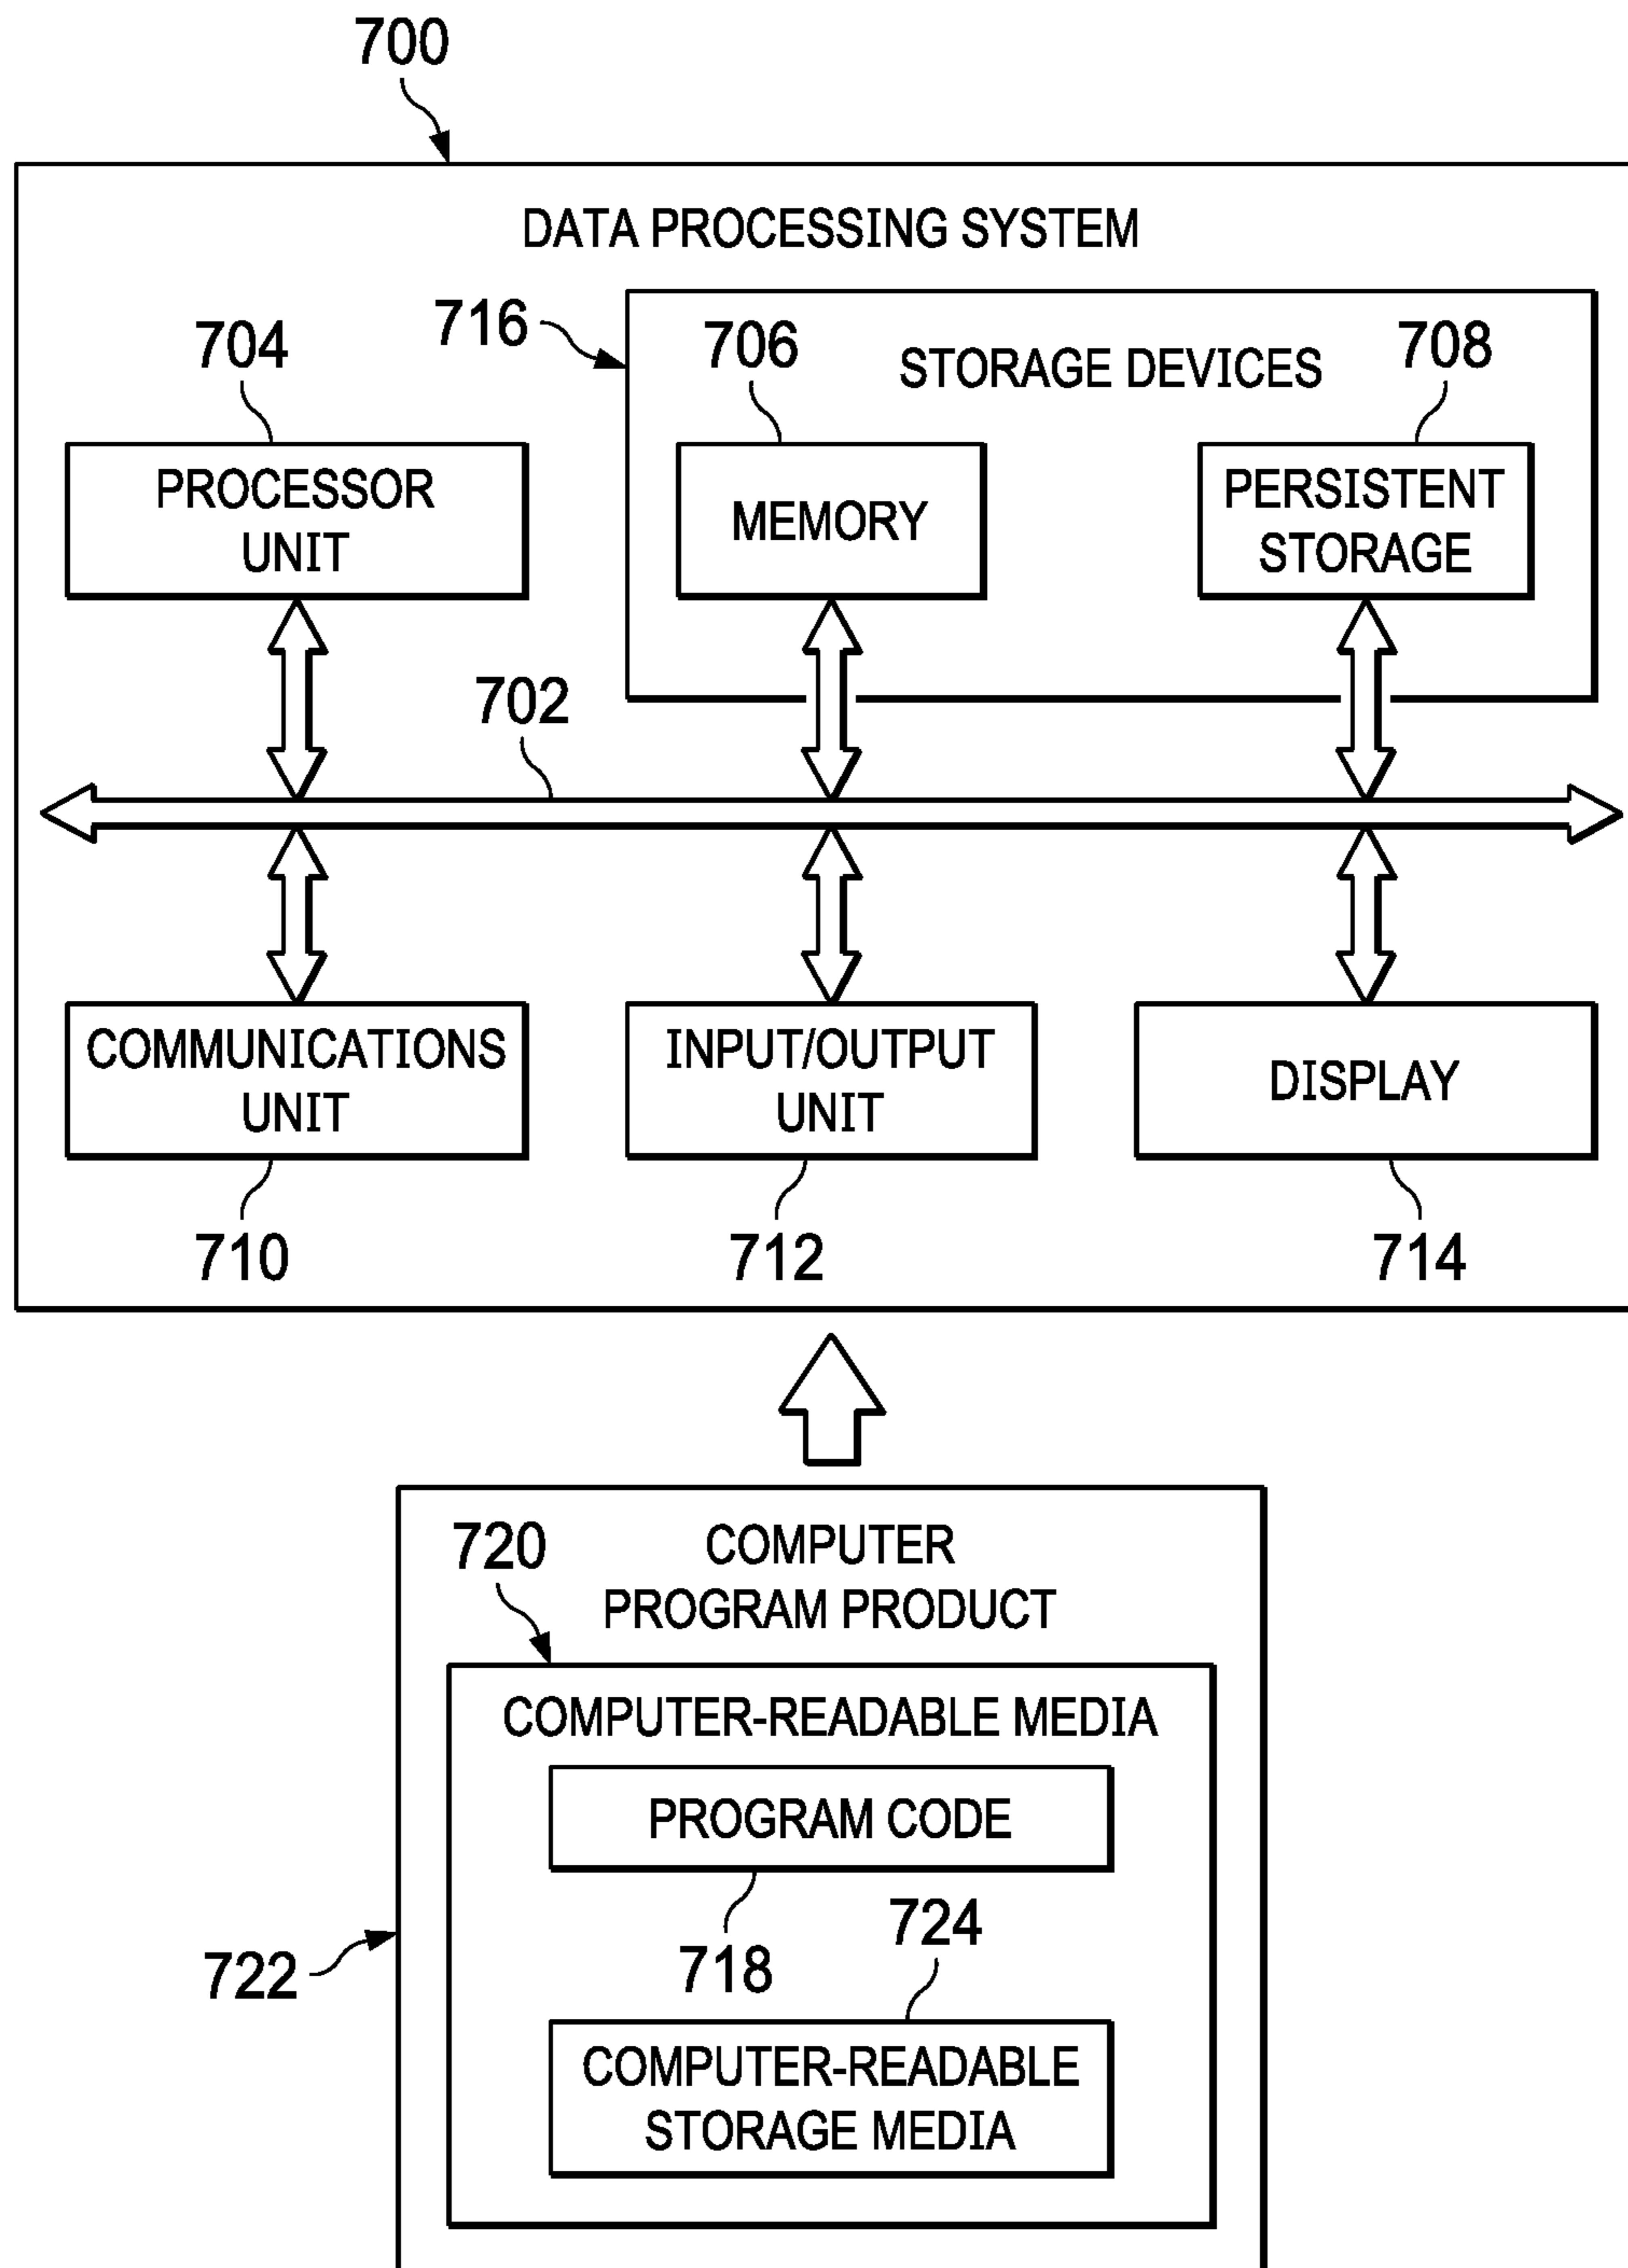 700
DATA PROCESSING SYSTEM
716
704
706
STORAGE DEVICES
708
PROCESSOR
UNIT
MEMORY
PERSISTENT
STORAGE
702
COMMUNICATIONS
UNIT
INPUT/OUTPUT
UNIT
DISPLAY
710
712
714
720
COMPUTER
PROGRAM PRODUCT
COMPUTER-READABLE MEDIA
PROGRAM CODE
718
724
722
COMPUTER-READABLE
STORAGE MEDIA